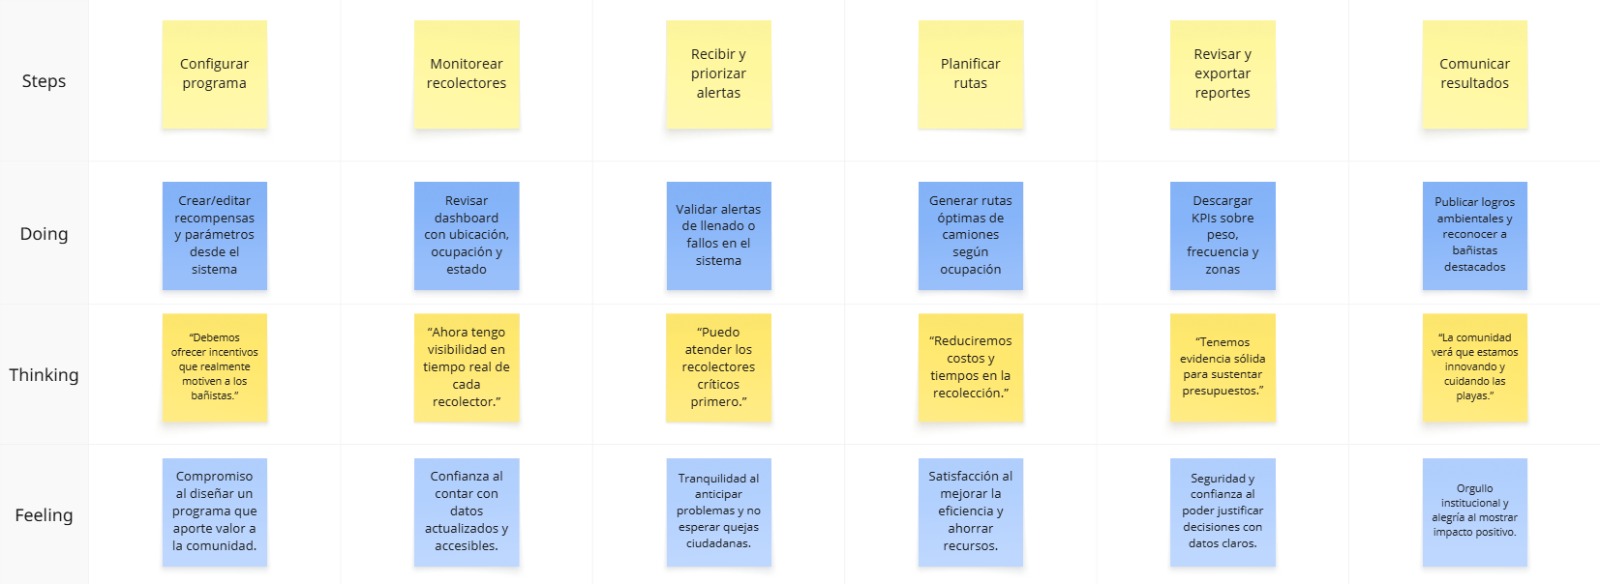 Steps
Configurar
programa
Monitorear
recolectores
Recibir y
priorizar
alertas
Planificar
rutas
Revisar y
exportar
reportes
Comunicar
resultados
Doing
Crear/editar
recompensas
y parámetros
desde el
sistema
Revisar
dashboard
con ubicación,
ocupación y
estado
Validar alertas
de llenado o
fallos en el
sistema
Generar rutas
óptimas de
camiones
según
ocupación
Descargar
KPIs sobre
peso,
frecuencia y
zonas
Publicar logros
ambientales y
reconocer a
bañistas
destacados
Thinking
“Debemos
ofrecer incentivos
que realmente
motiven a los
bañistas.”
“Ahora tengo
visibilidad en
tiempo real de
cada
recolector.”
“Puedo
atender los
recolectores
críticos
primero.”
“Reduciremos
costos y
tiempos en la
recolección.”
“Tenemos
evidencia sólida
para sustentar
presupuestos.”
“La comunidad
verá que estamos
innovando y
cuidando las
playas.”
Feeling
Compromiso
al diseñar un
programa que
aporte valor a
la comunidad.
Confianza al
contar con
datos
actualizados y
accesibles.
Tranquilidad al
anticipar
problemas y no
esperar quejas
ciudadanas.
Satisfacción al
mejorar la
eficiencia y
ahorrar
recursos.
Seguridad y
confianza al
poder justificar
decisiones con
datos claros.
Orgullo
institucional y
alegría al mostrar
impacto positivo.